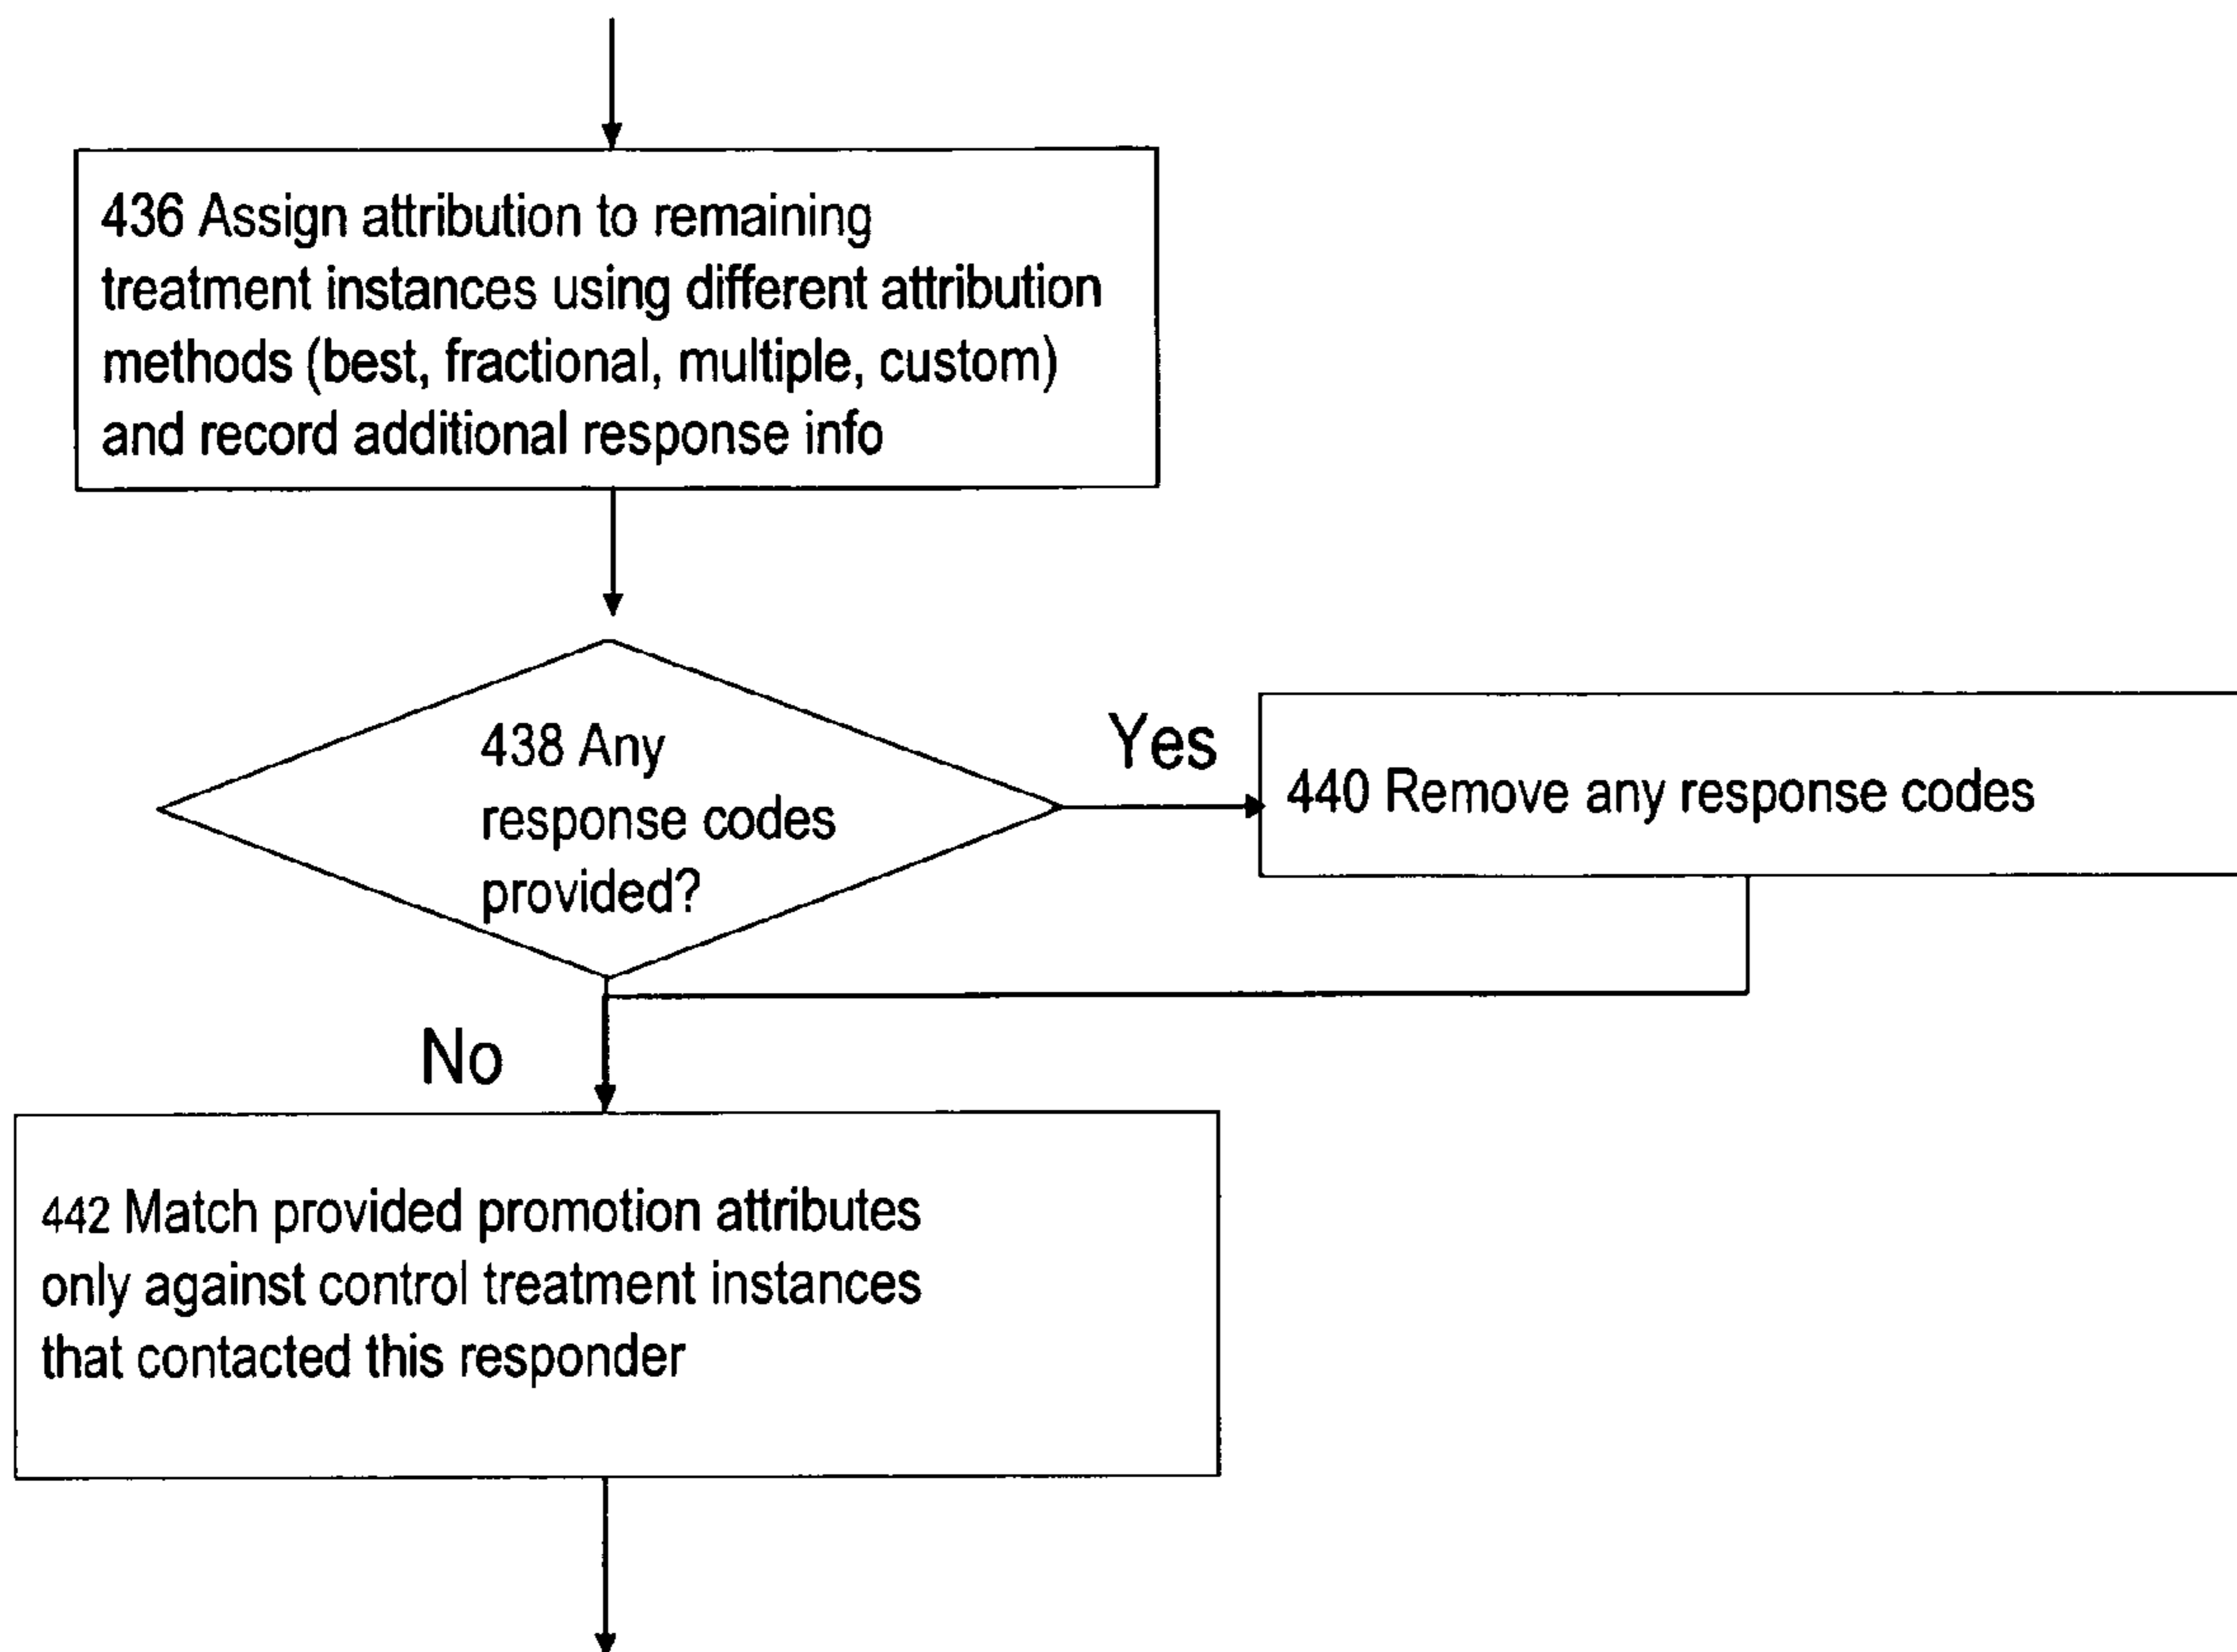 436 Assign attribution to remaining
treatment instances using different attribution
methods (best, fractional, multiple, custom)
and record additional response info
438 Any
response codes
provided?
Yes
440 Remove any response codes
No
442 Match provided promotion attributes
only against control treatment instances
that contacted this responder